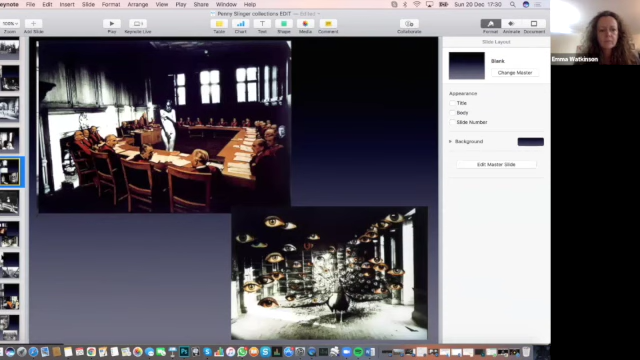 Keynote File Edit Insert Slide Format Arrange View Play Share Window Help
Sun 20 Dec 17:30
Penny Slinger collections EDIT
Edited
100%
Zoom Add Slide Play Keynote Live Table Chart Text Shape Media Comment Collaborate Format Animate Document
Slide Layout
Blank
Change Master
Appearance
Title
Body
Slide Number
Background
Edit Master Slide
Emma Watkinson